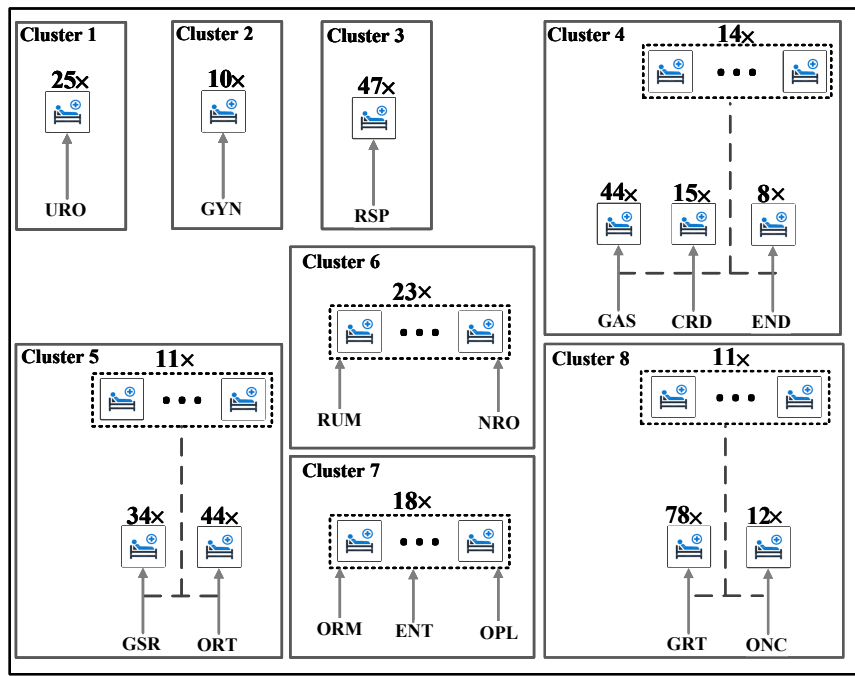 Cluster 1
25×
URO
Cluster 2
10×
GYN
Cluster 3
47×
RSP
Cluster 4
14×
44×
15×
8×
GAS
CRD
END
Cluster 6
23×
RUM
NRO
Cluster 5
11×
34×
44×
GSR
ORT
Cluster 7
18×
ORM
ENT
OPL
Cluster 8
11×
78×
12×
GRT
ONC